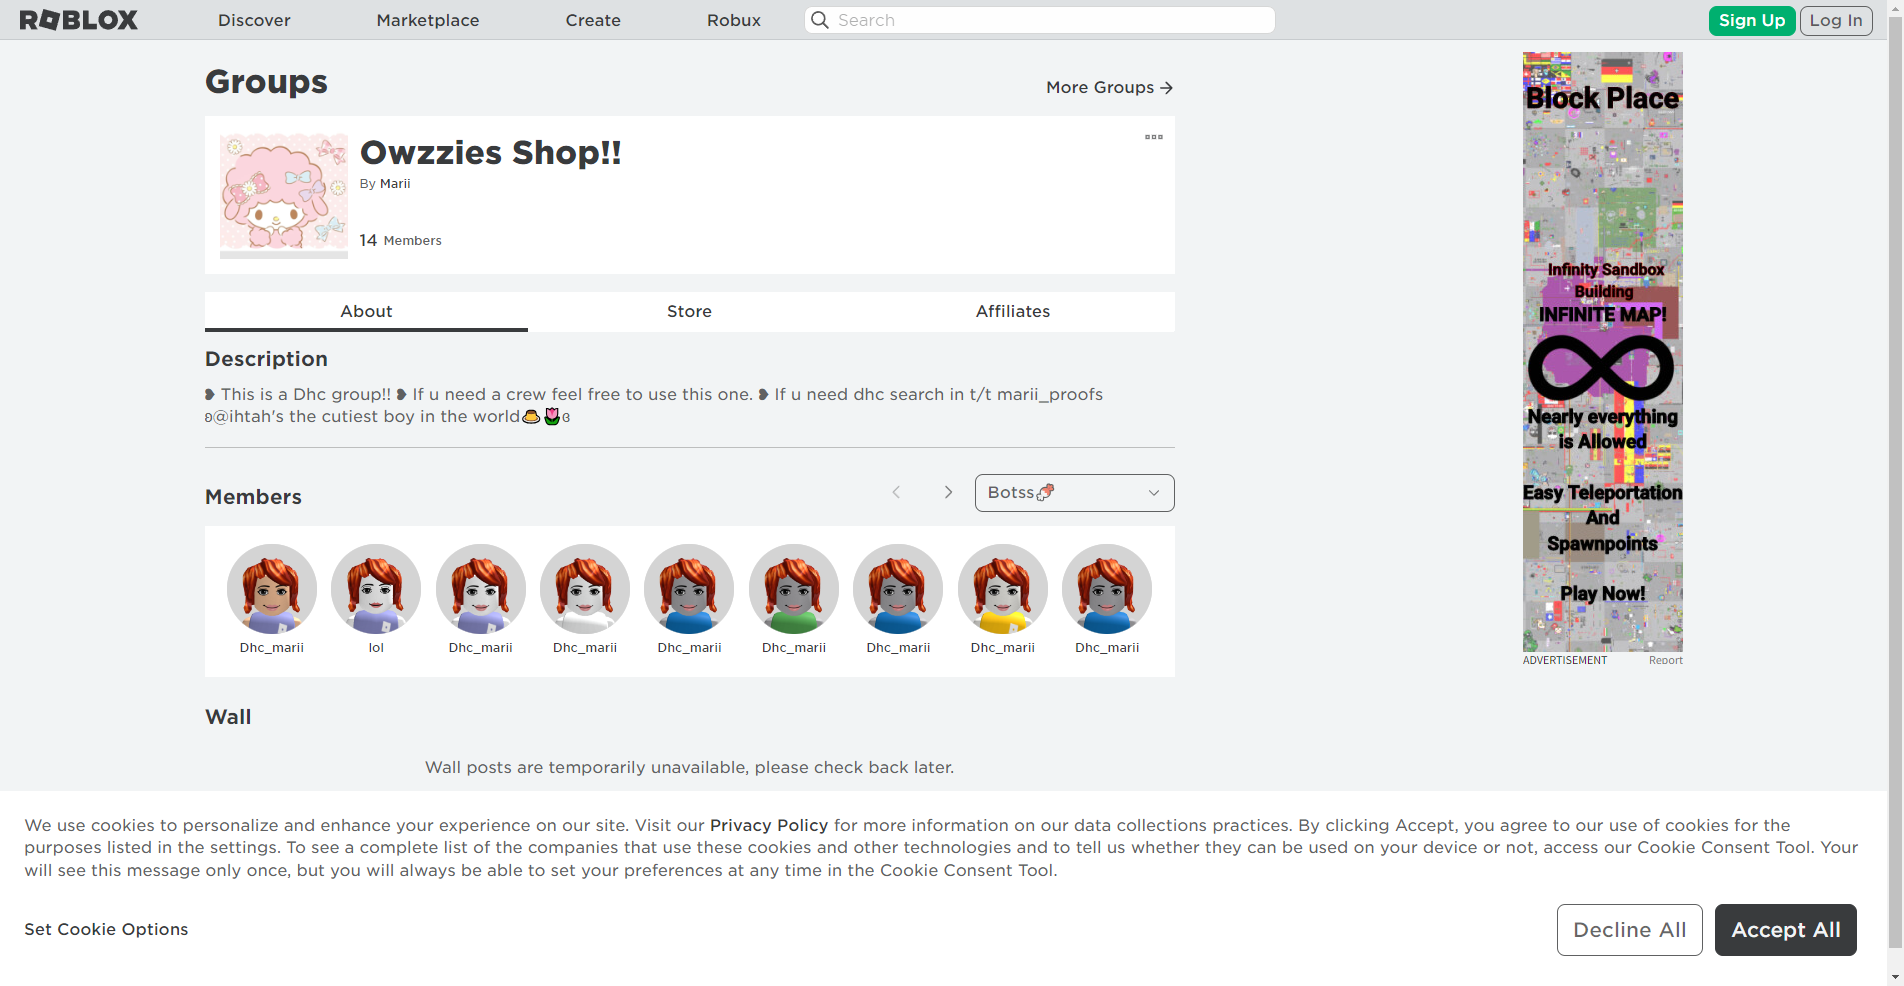 ROBLOX Discover Marketplace Create Robux Search Sign Up Log In
Groups
More Groups →
Owzzies Shop!!
By Marii
14 Members
About Store Affiliates
Description
❥ This is a Dhc group!! ❥ If u need a crew feel free to use this one. ❥ If u need dhc search in t/t marii_proofs
ʚ@ihtah's the cutiest boy in the world🍮🌷ɞ
Members
Botss🍖
Dhc_marii lol Dhc_marii Dhc_marii Dhc_marii Dhc_marii Dhc_marii Dhc_marii Dhc_marii
Wall
Wall posts are temporarily unavailable, please check back later.
Block Place
Infinity Sandbox
Building
INFINITE MAP!
Nearly everything
is Allowed
Easy Teleportation
And
Spawnpoints
Play Now!
ADVERTISEMENT Report
We use cookies to personalize and enhance your experience on our site. Visit our Privacy Policy for more information on our data collections practices. By clicking Accept, you agree to our use of cookies for the
purposes listed in the settings. To see a complete list of the companies that use these cookies and other technologies and to tell us whether they can be used on your device or not, access our Cookie Consent Tool. Your
will see this message only once, but you will always be able to set your preferences at any time in the Cookie Consent Tool.
Set Cookie Options
Decline All
Accept All